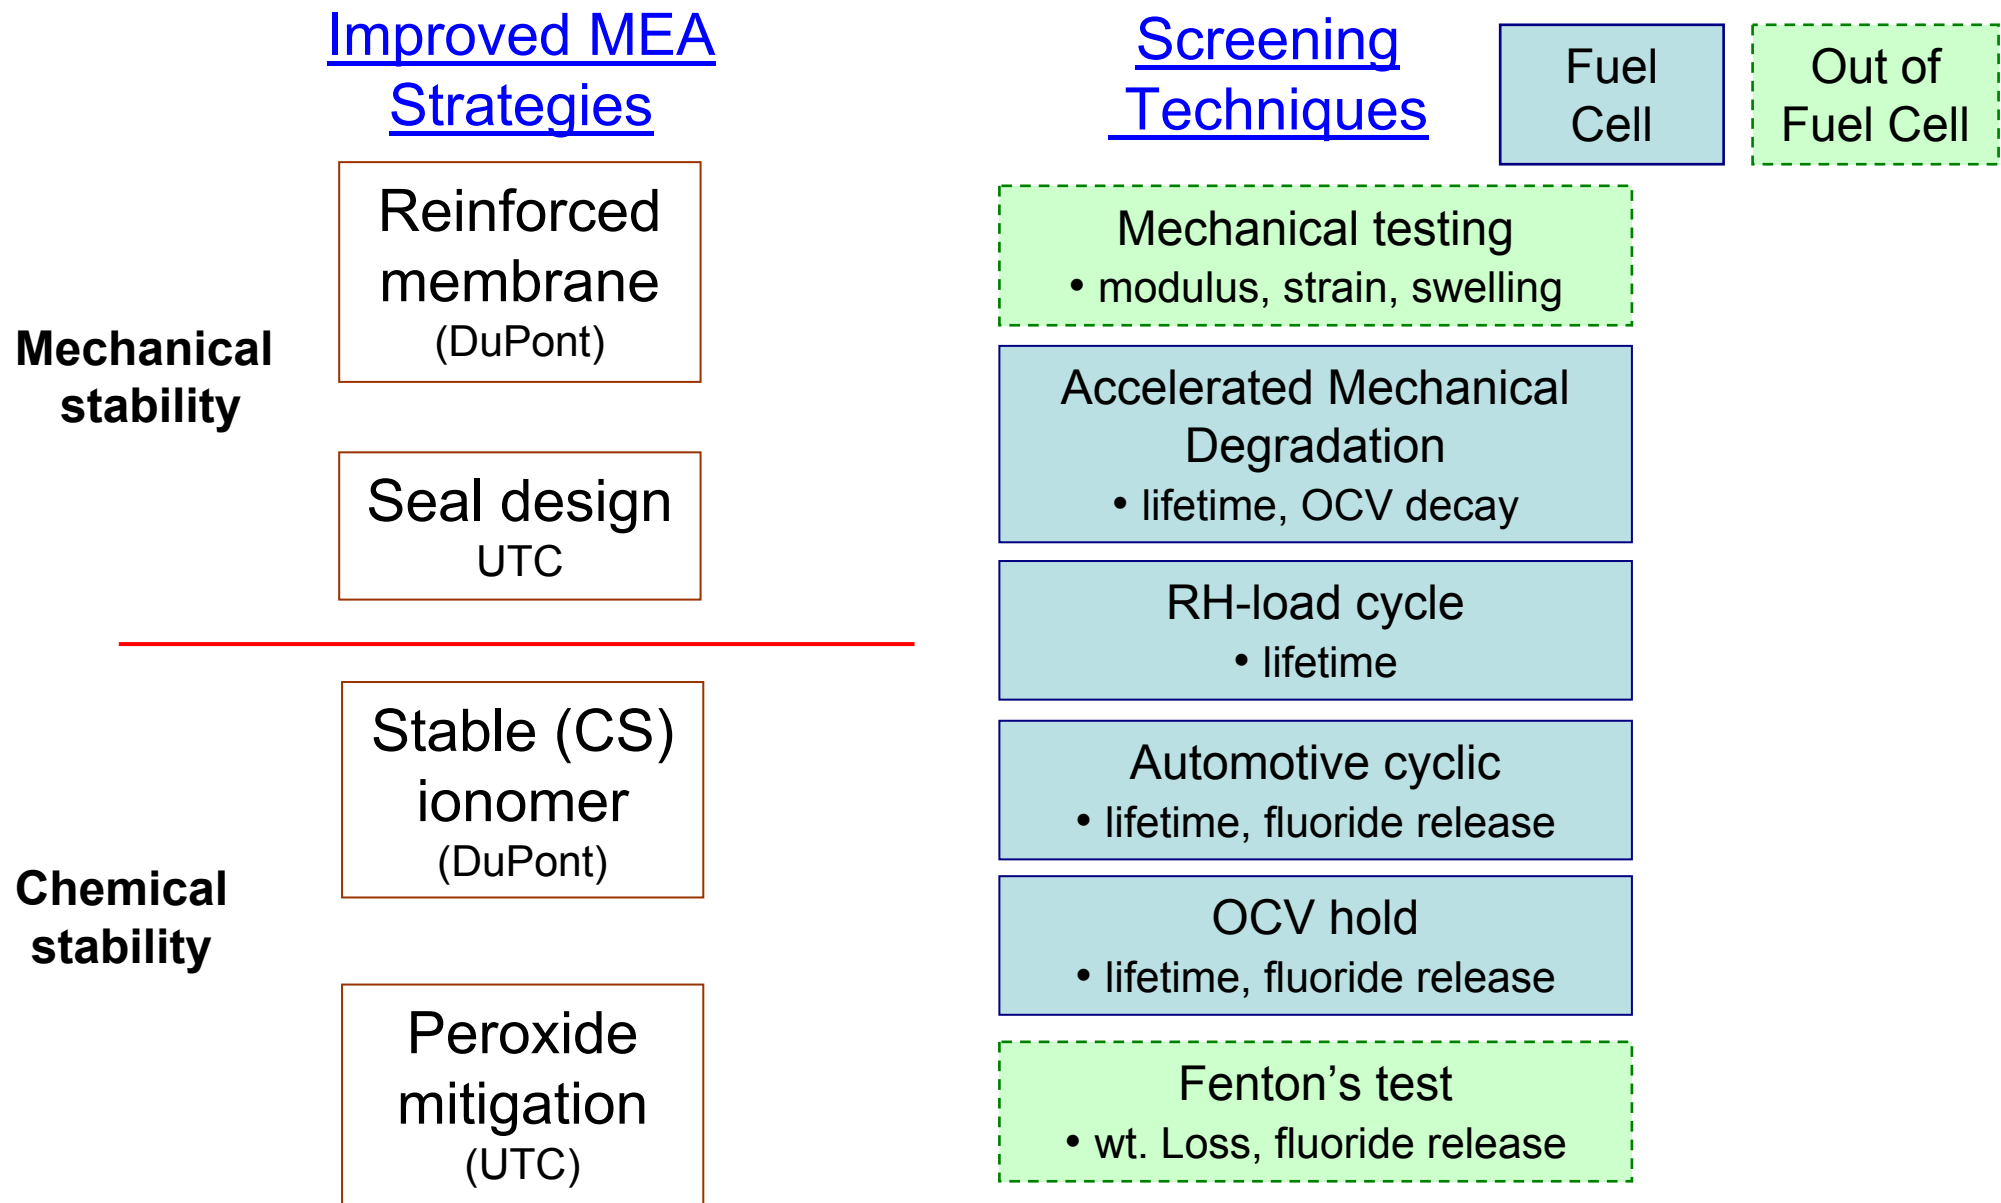 Improved MEA
Strategies
Screening
Techniques
Fuel
Cell
Out of
Fuel Cell
Mechanical
stability
Reinforced
membrane
(DuPont)
Seal design
UTC
Chemical
stability
Stable (CS)
ionomer
(DuPont)
Peroxide
mitigation
(UTC)
Mechanical testing
• modulus, strain, swelling
Accelerated Mechanical
Degradation
• lifetime, OCV decay
RH-load cycle
• lifetime
Automotive cyclic
• lifetime, fluoride release
OCV hold
• lifetime, fluoride release
Fenton’s test
• wt. Loss, fluoride release